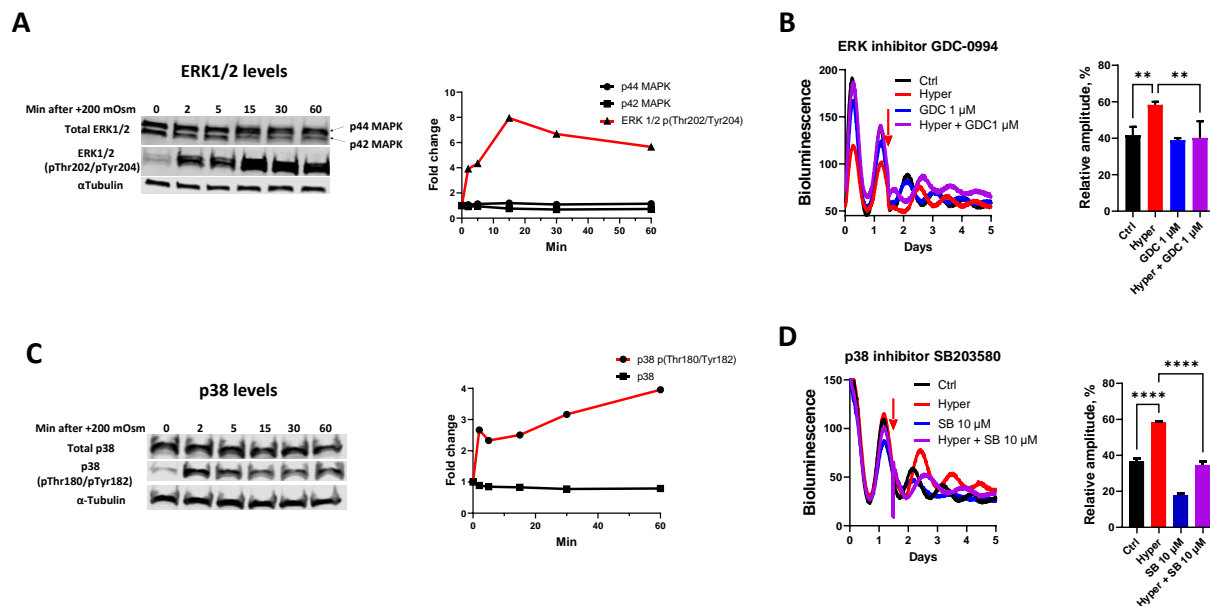 A
ERK1/2 levels
Min after +200 mOsm 0 2 5 15 30 60
Total ERK1/2
p44 MAPK
p42 MAPK
ERK1/2
(pThr202/pTyr204)
αTubulin
p44 MAPK
p42 MAPK
ERK 1/2 p(Thr202/Tyr204)
Fold change
10
8
6
4
2
0
0 20 40 60
Min
B
ERK inhibitor GDC-0994
Ctrl
Hyper
GDC 1 µM
Hyper + GDC1 µM
Bioluminescence
200
150
100
50
0 1 2 3 4 5
Days
Relative amplitude, %
80
60
40
20
0
** **
Ctrl
Hyper
GDC 1 µM
Hyper + GDC 1 µM
C
p38 levels
Min after +200 mOsm 0 2 5 15 30 60
Total p38
p38
(pThr180/pTyr182)
α-Tubulin
p38 p(Thr180/Tyr182)
p38
Fold change
4
3
2
1
0
0 20 40 60
Min
D
p38 inhibitor SB203580
Ctrl
Hyper
SB 10 µM
Hyper + SB 10 µM
Bioluminescence
150
100
50
0
0 1 2 3 4 5
Days
Relative amplitude, %
80
60
40
20
0
****
****
Ctrl
Hyper
SB 10 µM
Hyper + SB 10 µM